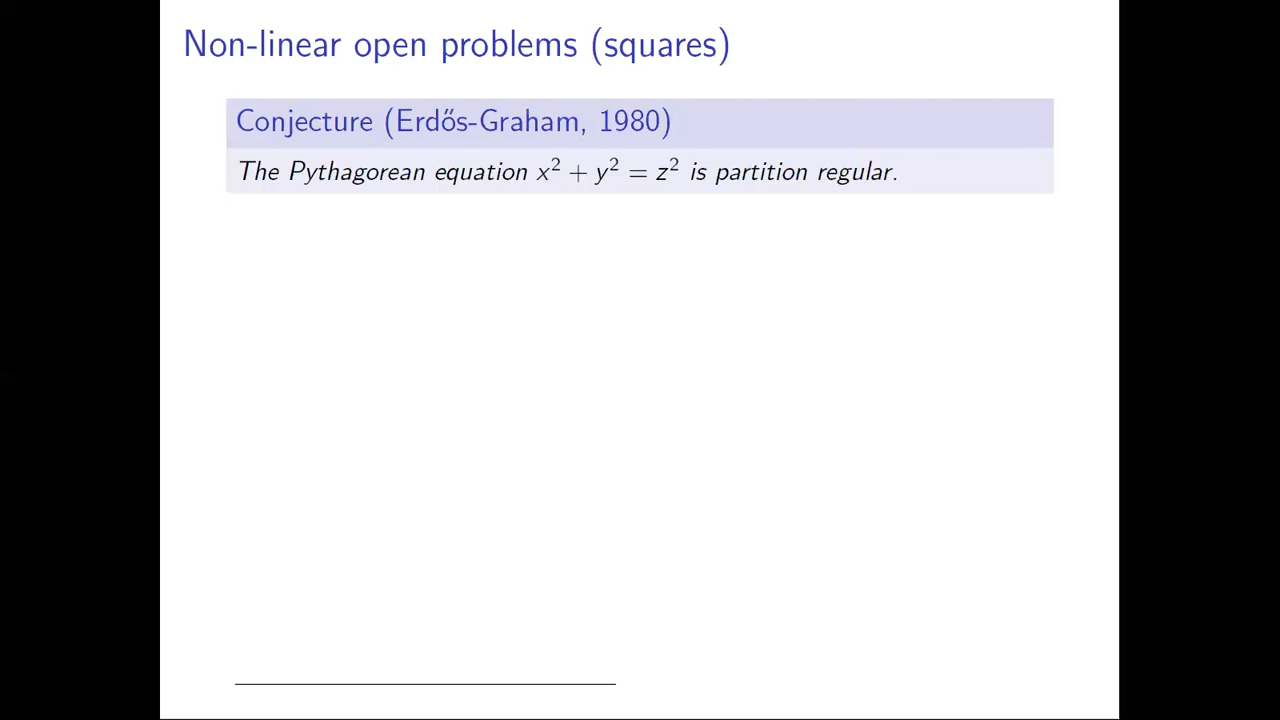 Non-linear open problems (squares)
Conjecture (Erdős-Graham, 1980)
The Pythagorean equation x² + y² = z² is partition regular.